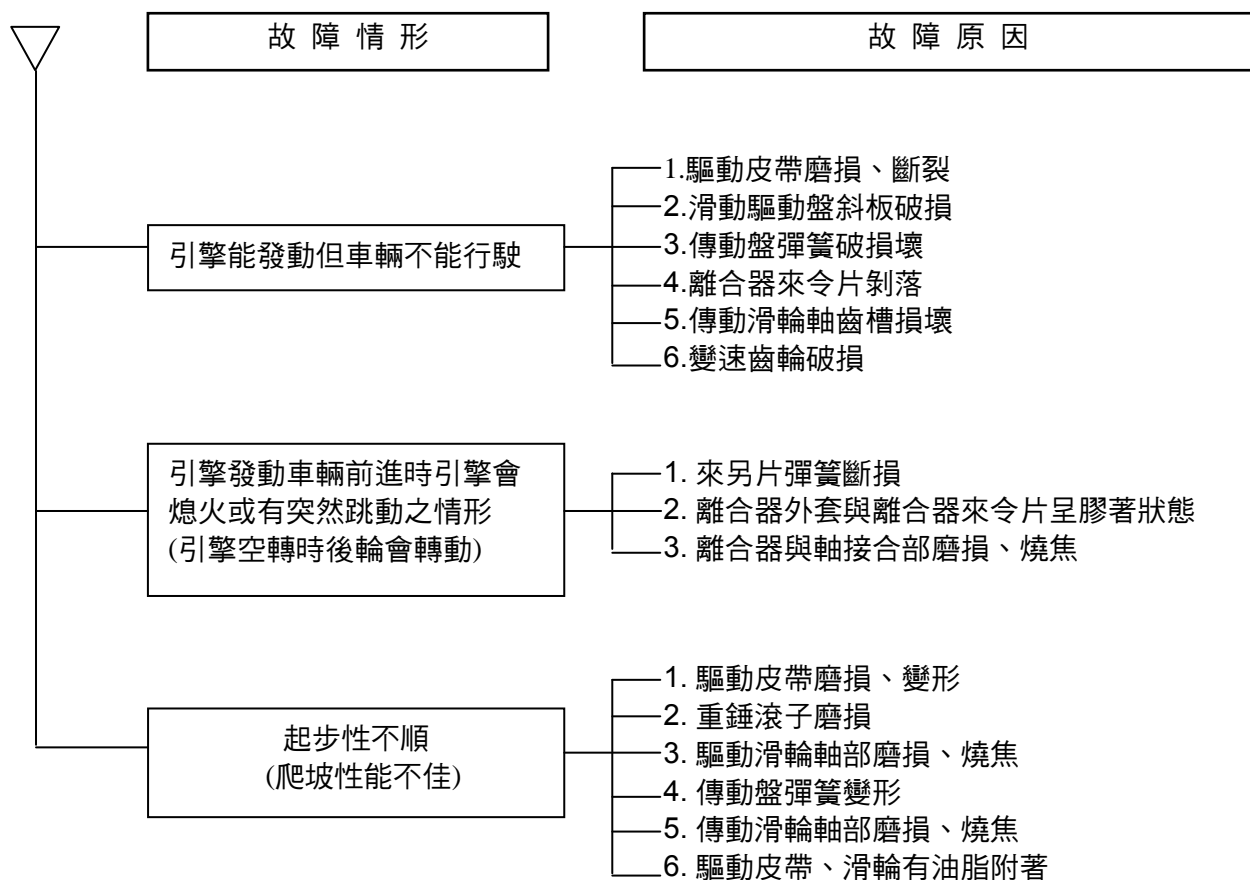 故 障 情 形
故 障 原 因
引擎能發動但車輛不能行駛
1.驅動皮帶磨損、斷裂
2.滑動驅動盤斜板破損
3.傳動盤彈簧破損壞
4.離合器來令片剝落
5.傳動滑輪軸齒槽損壞
6.變速齒輪破損
引擎發動車輛前進時引擎會
熄火或有突然跳動之情形
(引擎空轉時後輪會轉動)
1. 來另片彈簧斷損
2. 離合器外套與離合器來令片呈膠著狀態
3. 離合器與軸接合部磨損、燒焦
起步性不順
(爬坡性能不佳)
1. 驅動皮帶磨損、變形
2. 重錘滾子磨損
3. 驅動滑輪軸部磨損、燒焦
4. 傳動盤彈簧變形
5. 傳動滑輪軸部磨損、燒焦
6. 驅動皮帶、滑輪有油脂附著